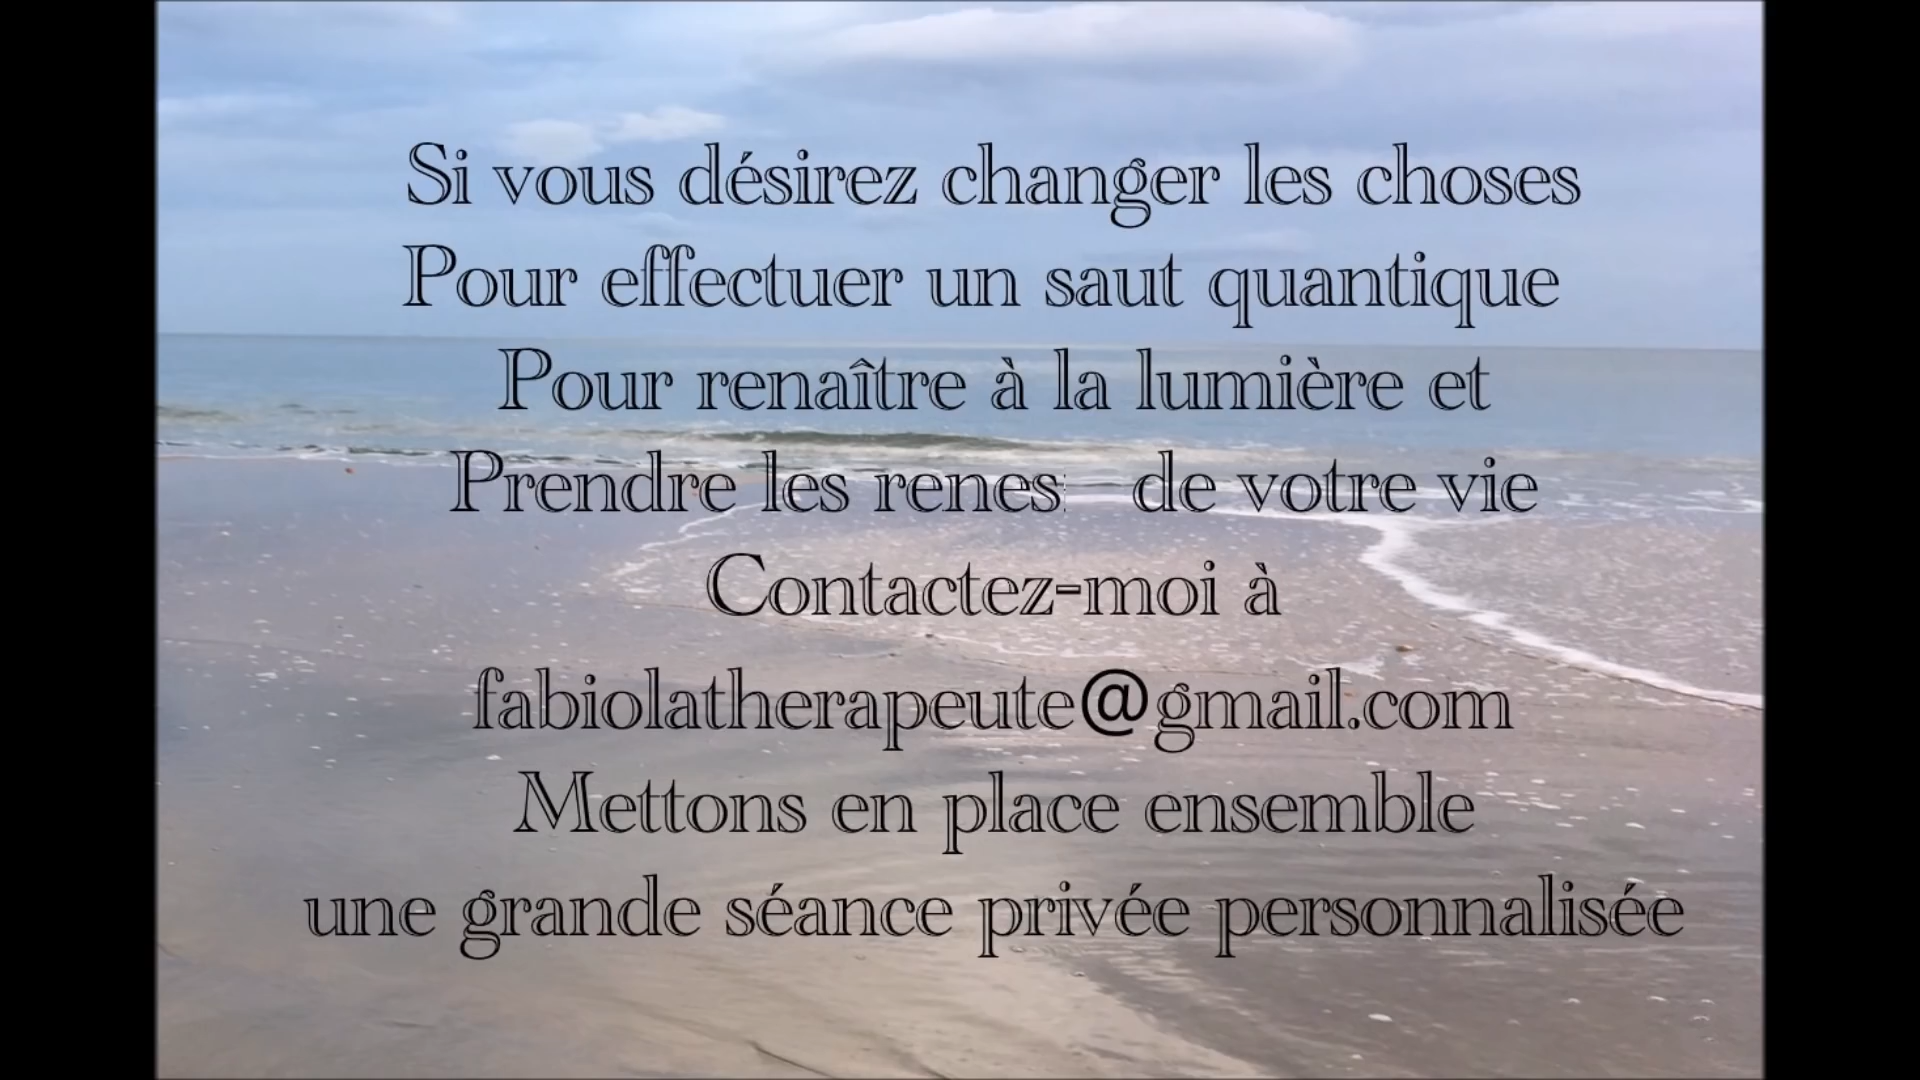 Si vous désirez changer les choses
Pour effectuer un saut quantique
Pour renaître à la lumière et
Prendre les renes de votre vie
Contactez-moi à
fabiolatherapeute@gmail.com
Mettons en place ensemble
une grande séance privée personnalisée